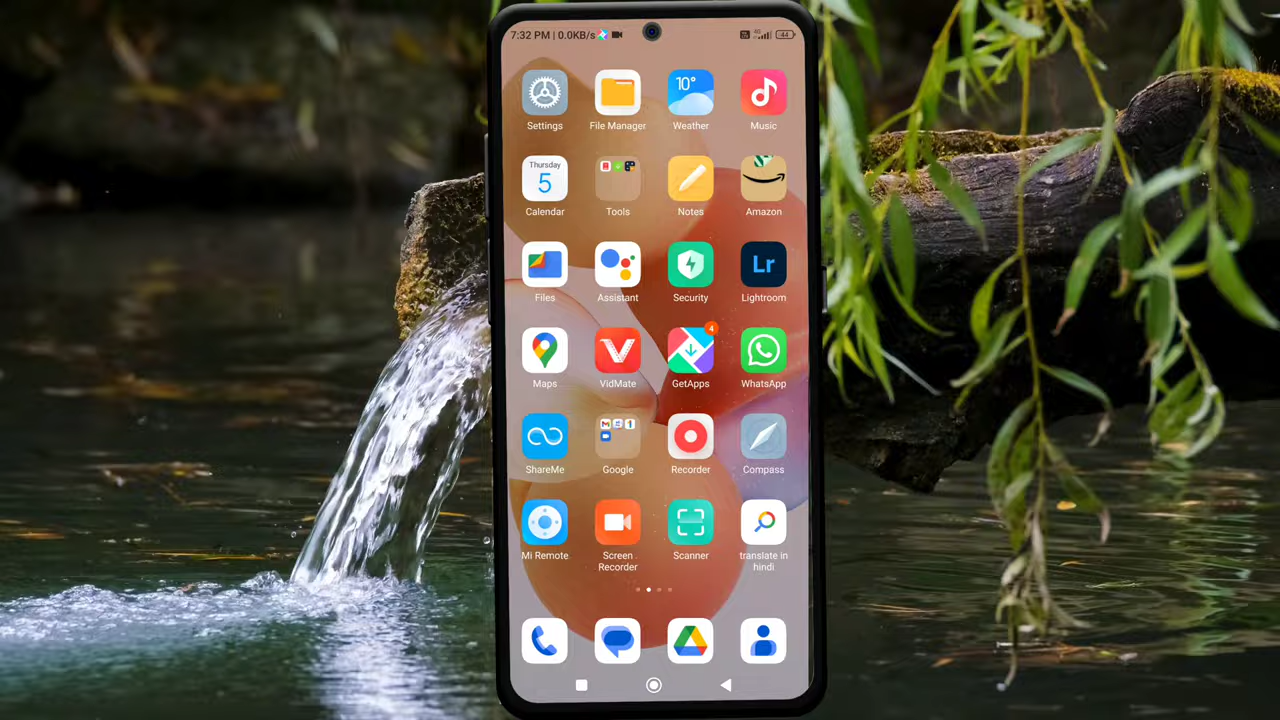 7:32 PM | 0.0KB/s 4G 44
10°
Settings File Manager Weather Music
Thursday
5
Calendar Tools Notes Amazon
Lr
Files Assistant Security Lightroom
4
Maps VidMate GetApps WhatsApp
1
ShareMe Google Recorder Compass
Mi Remote Screen Recorder Scanner translate in hindi